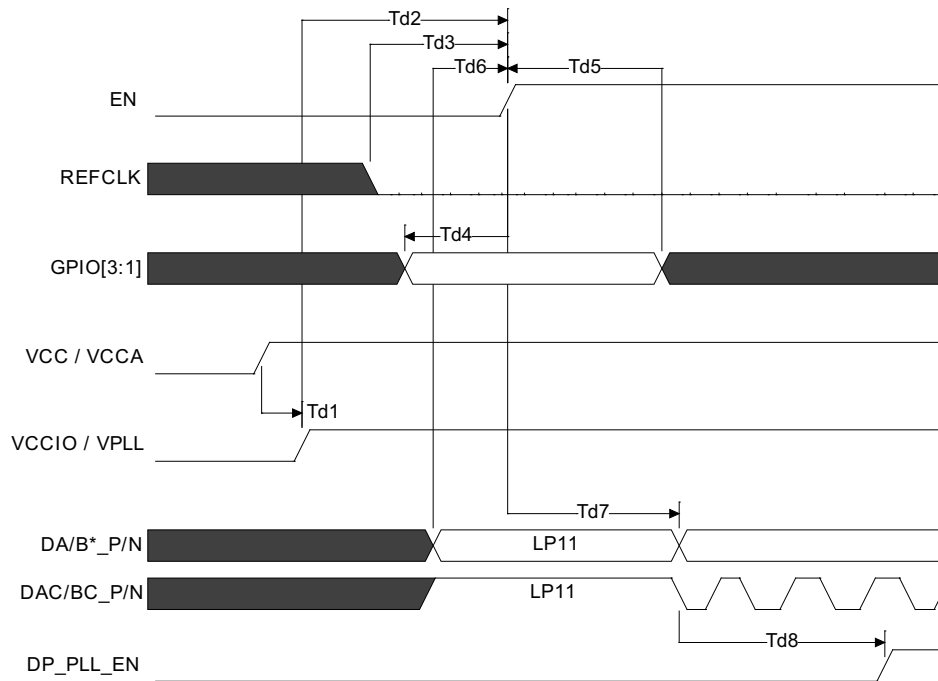 Td2
Td3
Td6
Td5
EN
REFCLK
Td4
GPIO[3:1]
VCC / VCCA
Td1
VCCIO / VPLL
Td7
DA/B*_P/N
LP11
DAC/BC_P/N
LP11
Td8
DP_PLL_EN